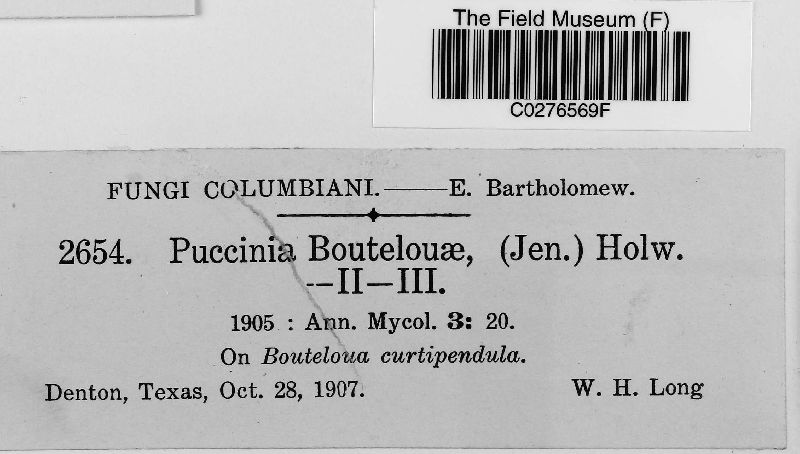 The Field Museum (F)
C0276569F
FUNGI COLUMBIANI.——E. Bartholomew.
2654. Puccinia Boutelouæ, (Jen.) Holw.
--II—III.
1905 : Ann. Mycol. 3: 20.
On Bouteloua curtipendula.
Denton, Texas, Oct. 28, 1907. W. H. Long